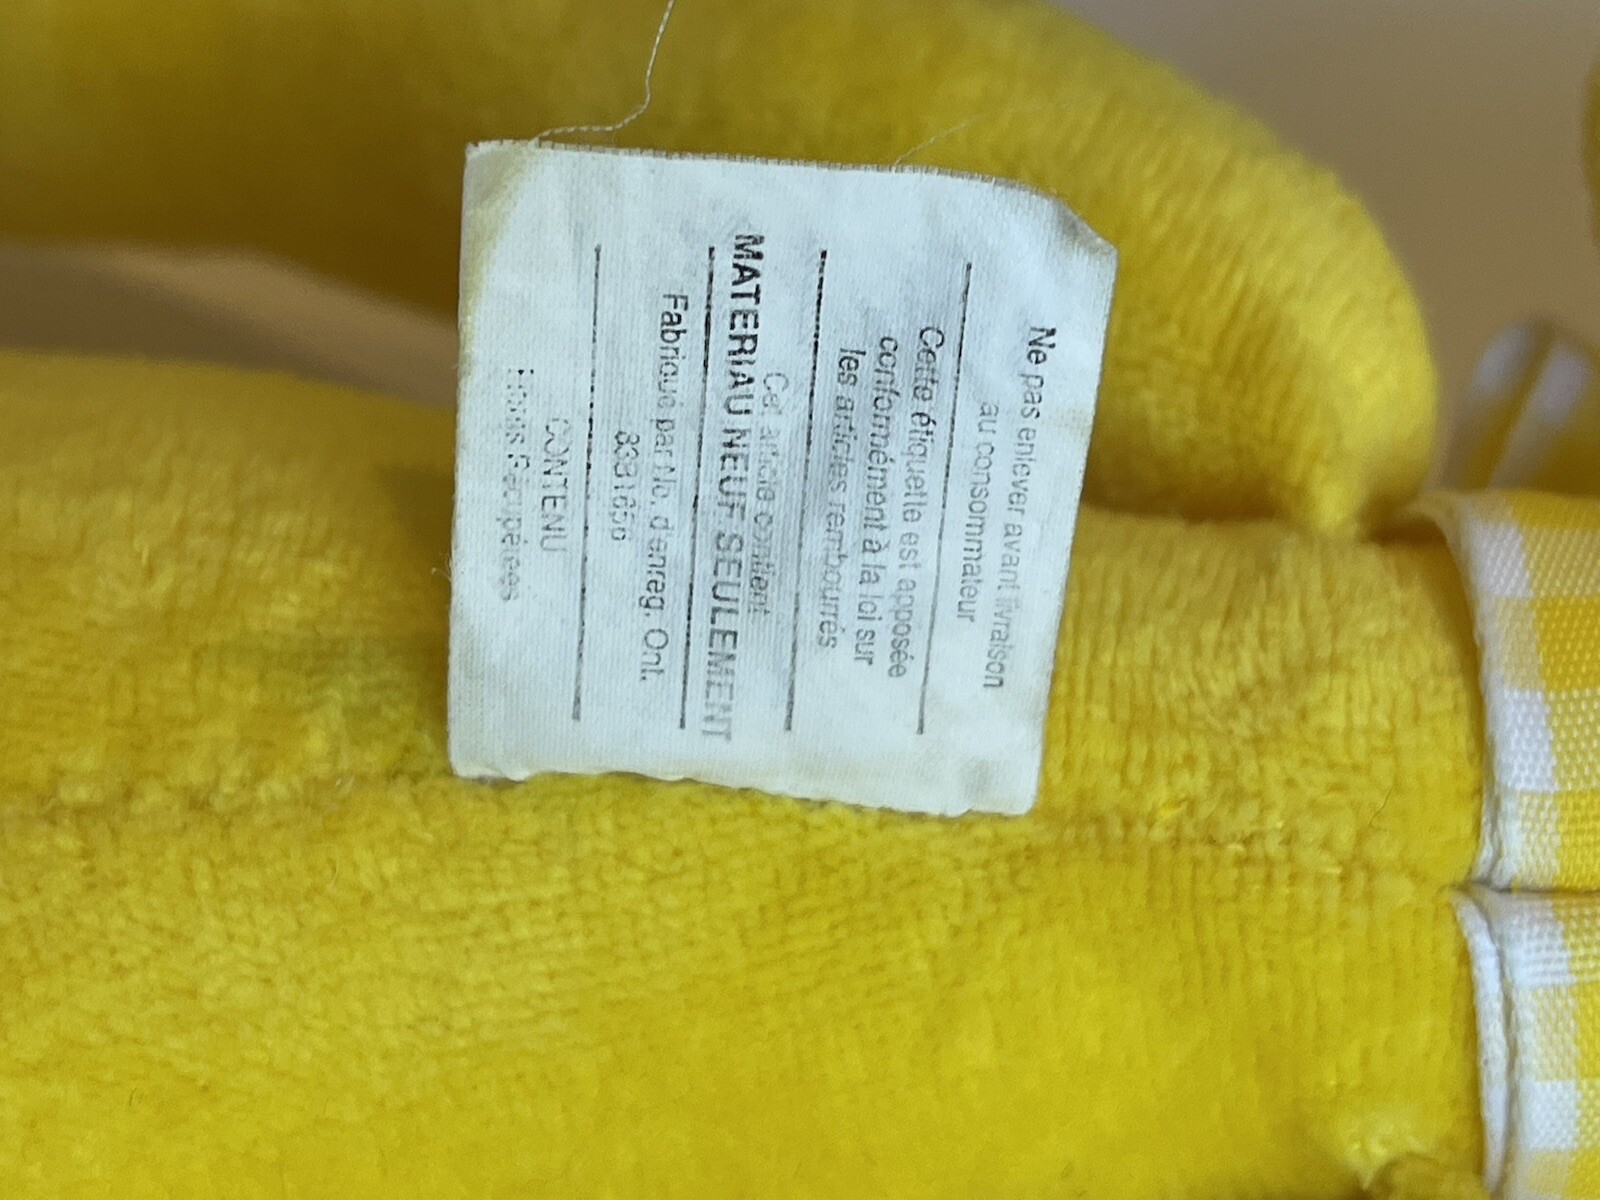 Ne pas enlever avant livraison
au consommateur
Cette étiquette est apposée
conformément à la loi sur
les articles rembourrés
Cet article contient
MATERIAU NEUF SEULEMENT
Fabriqué par No. d'enreg. Ont.
CONTENU
Récupérées